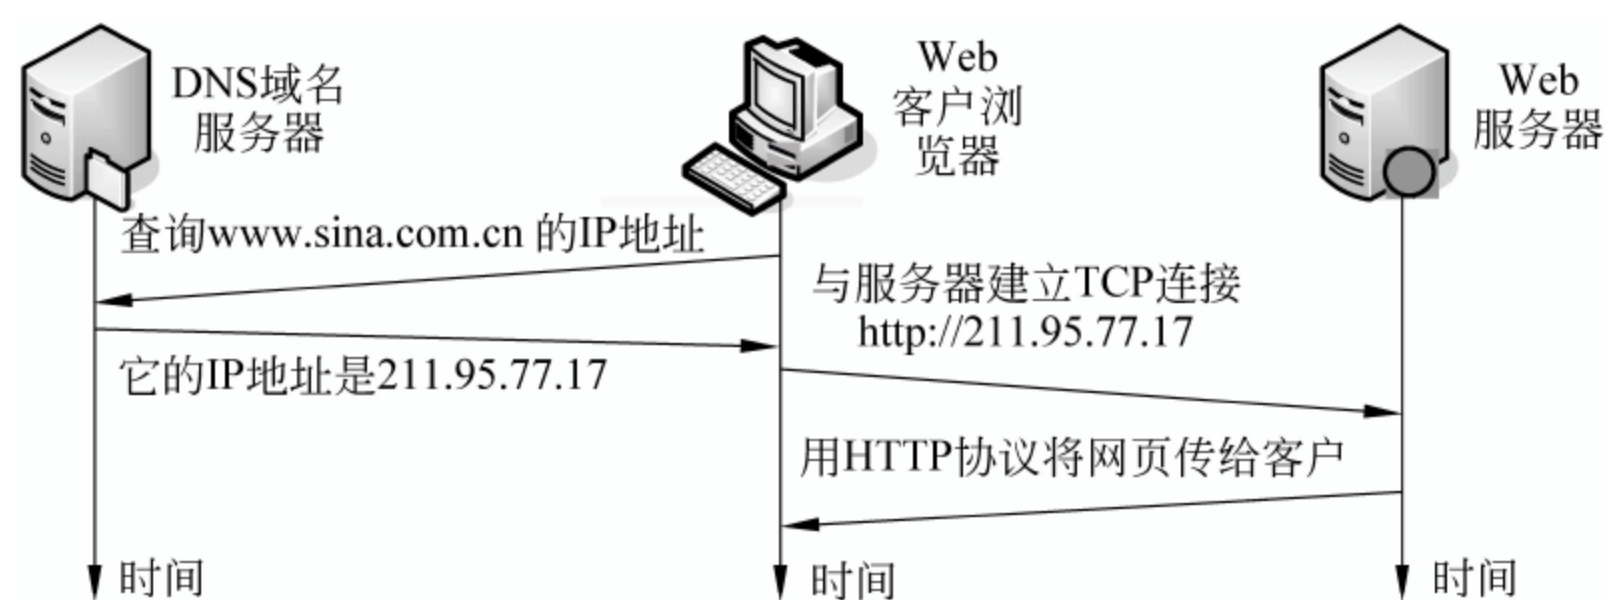 DNS域名
服务器
Web
客户浏
览器
Web
服务器
查询www.sina.com.cn 的IP地址
与服务器建立TCP连接
http://211.95.77.17
它的IP地址是211.95.77.17
用HTTP协议将网页传给客户
时间
时间
时间